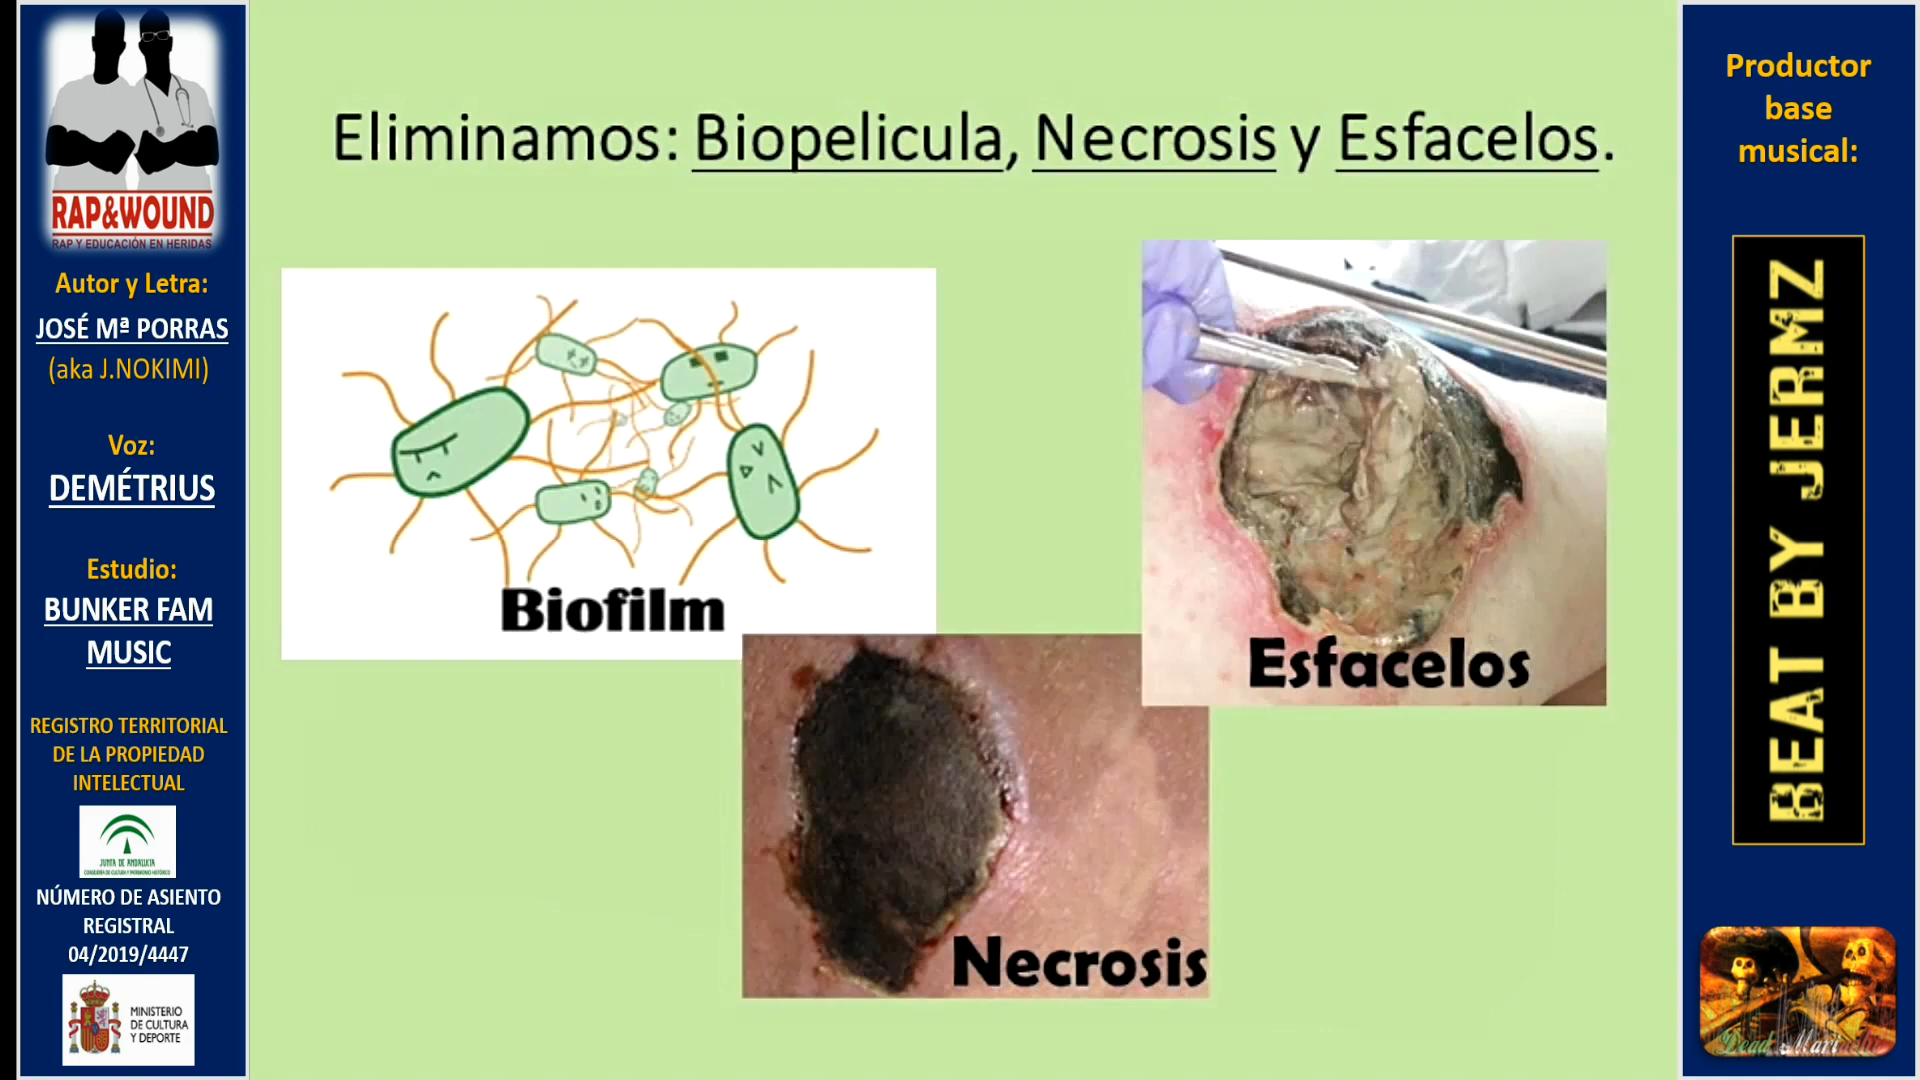 RAP&WOUND
RAP Y EDUCACIÓN EN HERIDAS
Autor y Letra:
JOSÉ Mª PORRAS
(aka J.NOKIMI)
Voz:
DEMÉTRIUS
Estudio:
BUNKER FAM
MUSIC
REGISTRO TERRITORIAL
DE LA PROPIEDAD
INTELECTUAL
JUNTA DE ANDALUCIA
NÚMERO DE ASIENTO
REGISTRAL
04/2019/4447
MINISTERIO
DE CULTURA
Y DEPORTE
Eliminamos: Biopelicula, Necrosis y Esfacelos.
Biofilm
Esfacelos
Necrosis
Productor
base
musical:
BEAT BY JERMZ
Dead